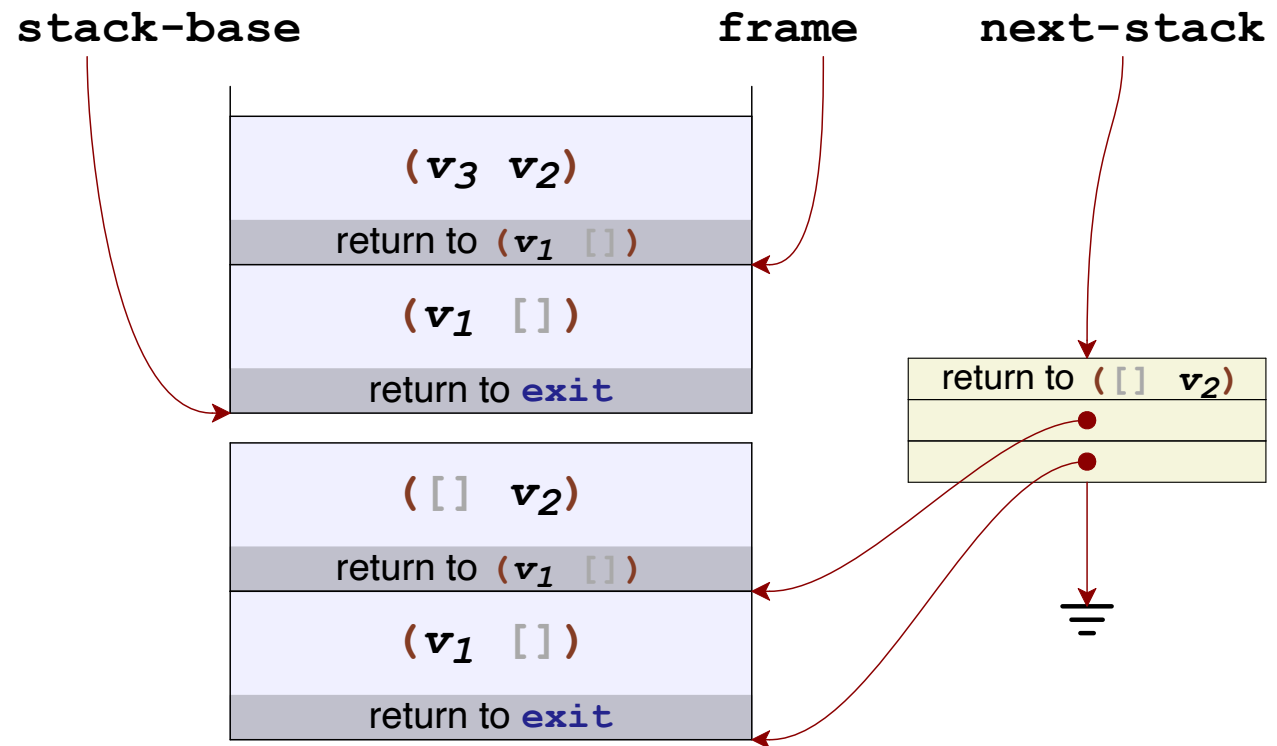 stack-base frame next-stack
(v₃ v₂)
return to (v₁ [])
(v₁ [])
return to exit
return to ([] v₂)
([] v₂)
return to (v₁ [])
(v₁ [])
return to exit